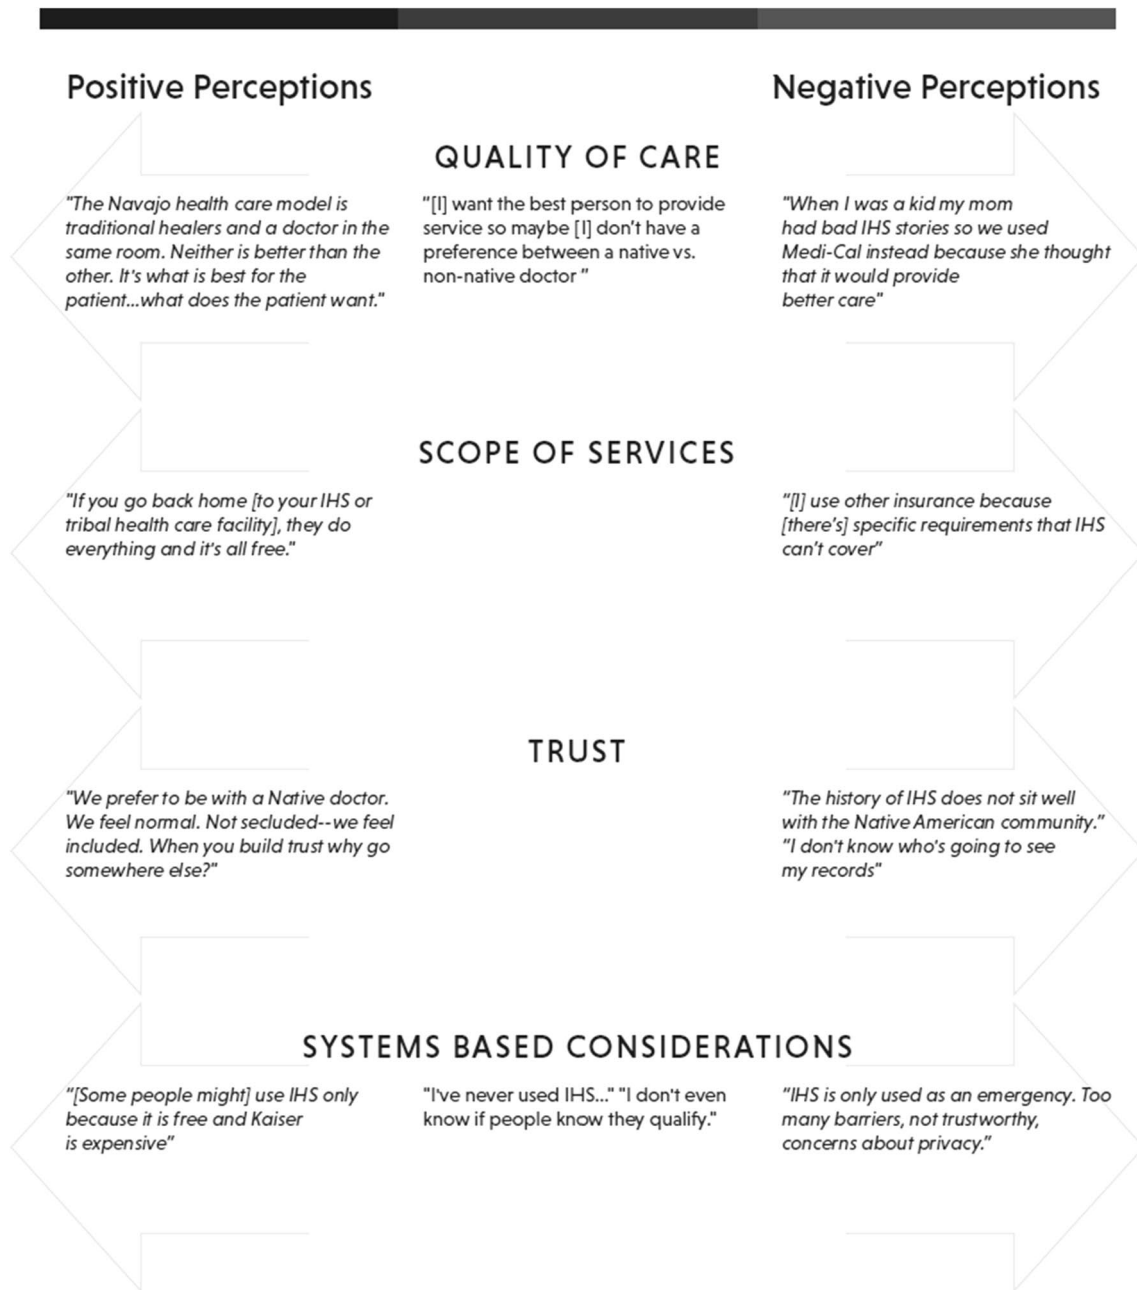 Positive Perceptions
Negative Perceptions
QUALITY OF CARE
"The Navajo health care model is
traditional healers and a doctor in the
same room. Neither is better than the
other. It's what is best for the
patient...what does the patient want."
"[I] want the best person to provide
service so maybe [I] don't have a
preference between a native vs.
non-native doctor "
"When I was a kid my mom
had bad IHS stories so we used
Medi-Cal instead because she thought
that it would provide
better care"
SCOPE OF SERVICES
"If you go back home [to your IHS or
tribal health care facility], they do
everything and it's all free."
"[I] use other insurance because
[there's] specific requirements that IHS
can't cover"
TRUST
"We prefer to be with a Native doctor.
We feel normal. Not secluded--we feel
included. When you build trust why go
somewhere else?"
"The history of IHS does not sit well
with the Native American community."
"I don't know who's going to see
my records"
SYSTEMS BASED CONSIDERATIONS
"[Some people might] use IHS only
because it is free and Kaiser
is expensive"
"I've never used IHS..." "I don't even
know if people know they qualify."
"IHS is only used as an emergency. Too
many barriers, not trustworthy,
concerns about privacy."